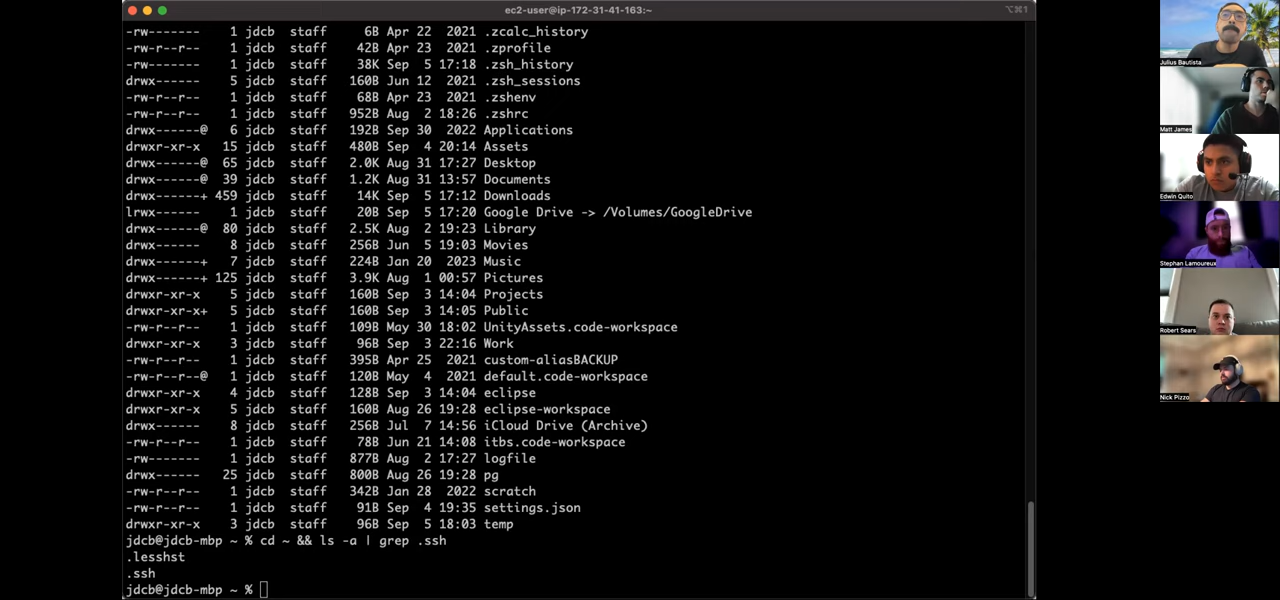 ec2-user@ip-172-31-41-163:~
⌥⌘1
-rw------- 1 jdcb staff 6B Apr 22 2021 .zcalc_history
-rw-r--r-- 1 jdcb staff 42B Apr 23 2021 .zprofile
-rw------- 1 jdcb staff 38K Sep 5 17:18 .zsh_history
drwx------ 5 jdcb staff 160B Jun 12 2021 .zsh_sessions
-rw-r--r-- 1 jdcb staff 68B Apr 23 2021 .zshenv
-rw-r--r-- 1 jdcb staff 952B Aug 2 18:26 .zshrc
drwx------@ 6 jdcb staff 192B Sep 30 2022 Applications
drwxr-xr-x 15 jdcb staff 480B Sep 4 20:14 Assets
drwx------@ 65 jdcb staff 2.0K Aug 31 17:27 Desktop
drwx------@ 39 jdcb staff 1.2K Aug 31 13:57 Documents
drwx------+ 459 jdcb staff 14K Sep 5 17:12 Downloads
lrwx------ 1 jdcb staff 20B Sep 5 17:20 Google Drive -> /Volumes/GoogleDrive
drwx------@ 80 jdcb staff 2.5K Aug 2 19:23 Library
drwx------ 8 jdcb staff 256B Jun 5 19:03 Movies
drwx------+ 7 jdcb staff 224B Jan 20 2023 Music
drwx------+ 125 jdcb staff 3.9K Aug 1 00:57 Pictures
drwxr-xr-x 5 jdcb staff 160B Sep 3 14:04 Projects
drwxr-xr-x+ 5 jdcb staff 160B Sep 3 14:05 Public
-rw-r--r-- 1 jdcb staff 109B May 30 18:02 UnityAssets.code-workspace
drwxr-xr-x 3 jdcb staff 96B Sep 3 22:16 Work
-rw-r--r-- 1 jdcb staff 395B Apr 25 2021 custom-aliasBACKUP
-rw-r--r--@ 1 jdcb staff 120B May 4 2021 default.code-workspace
drwxr-xr-x 4 jdcb staff 128B Sep 3 14:04 eclipse
drwxr-xr-x 5 jdcb staff 160B Aug 26 19:28 eclipse-workspace
drwx------ 8 jdcb staff 256B Jul 7 14:56 iCloud Drive (Archive)
-rw-r--r-- 1 jdcb staff 78B Jun 21 14:08 itbs.code-workspace
-rw-r--r-- 1 jdcb staff 877B Aug 2 17:27 logfile
drwx------ 25 jdcb staff 800B Aug 26 19:28 pg
-rw-r--r-- 1 jdcb staff 342B Jan 28 2022 scratch
-rw-r--r-- 1 jdcb staff 91B Sep 4 19:35 settings.json
drwxr-xr-x 3 jdcb staff 96B Sep 5 18:03 temp
jdcb@jdcb-mbp ~ % cd ~ && ls -a | grep .ssh
.lesshst
.ssh
jdcb@jdcb-mbp ~ %
Julius Bautista
Matt James
Edwin Quito
Stephan Lamoureux
Robert Sears
Nick Pizzo